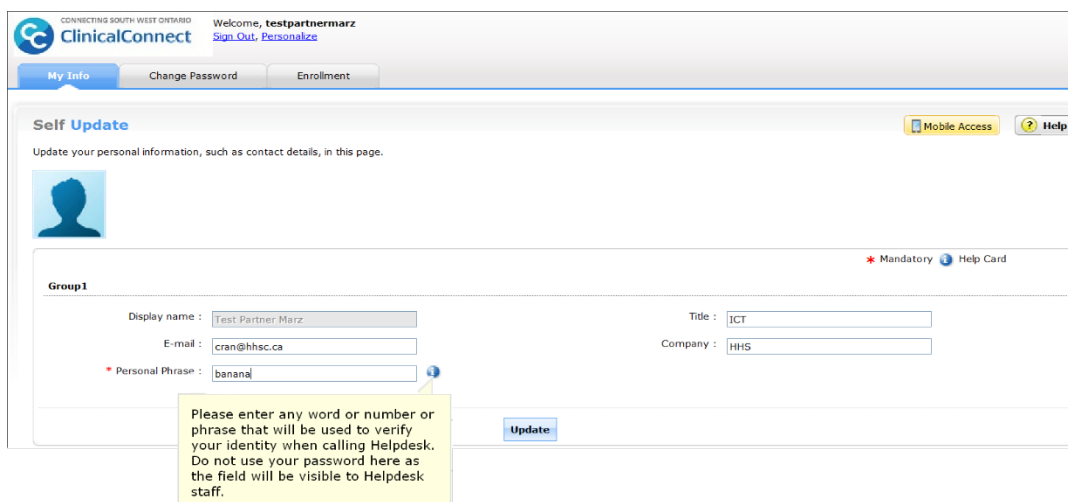 CONNECTING SOUTH WEST ONTARIO
ClinicalConnect
Welcome, testpartnermarz
Sign Out, Personalize
My Info Change Password Enrollment
Self Update
Mobile Access ? Help
Update your personal information, such as contact details, in this page.
* Mandatory i Help Card
Group1
Display name : Test Partner Marz Title : ICT
E-mail : cran@hhsc.ca Company : HHS
* Personal Phrase : banana i
Please enter any word or number or
phrase that will be used to verify
your identity when calling Helpdesk.
Do not use your password here as
the field will be visible to Helpdesk
staff.
Update